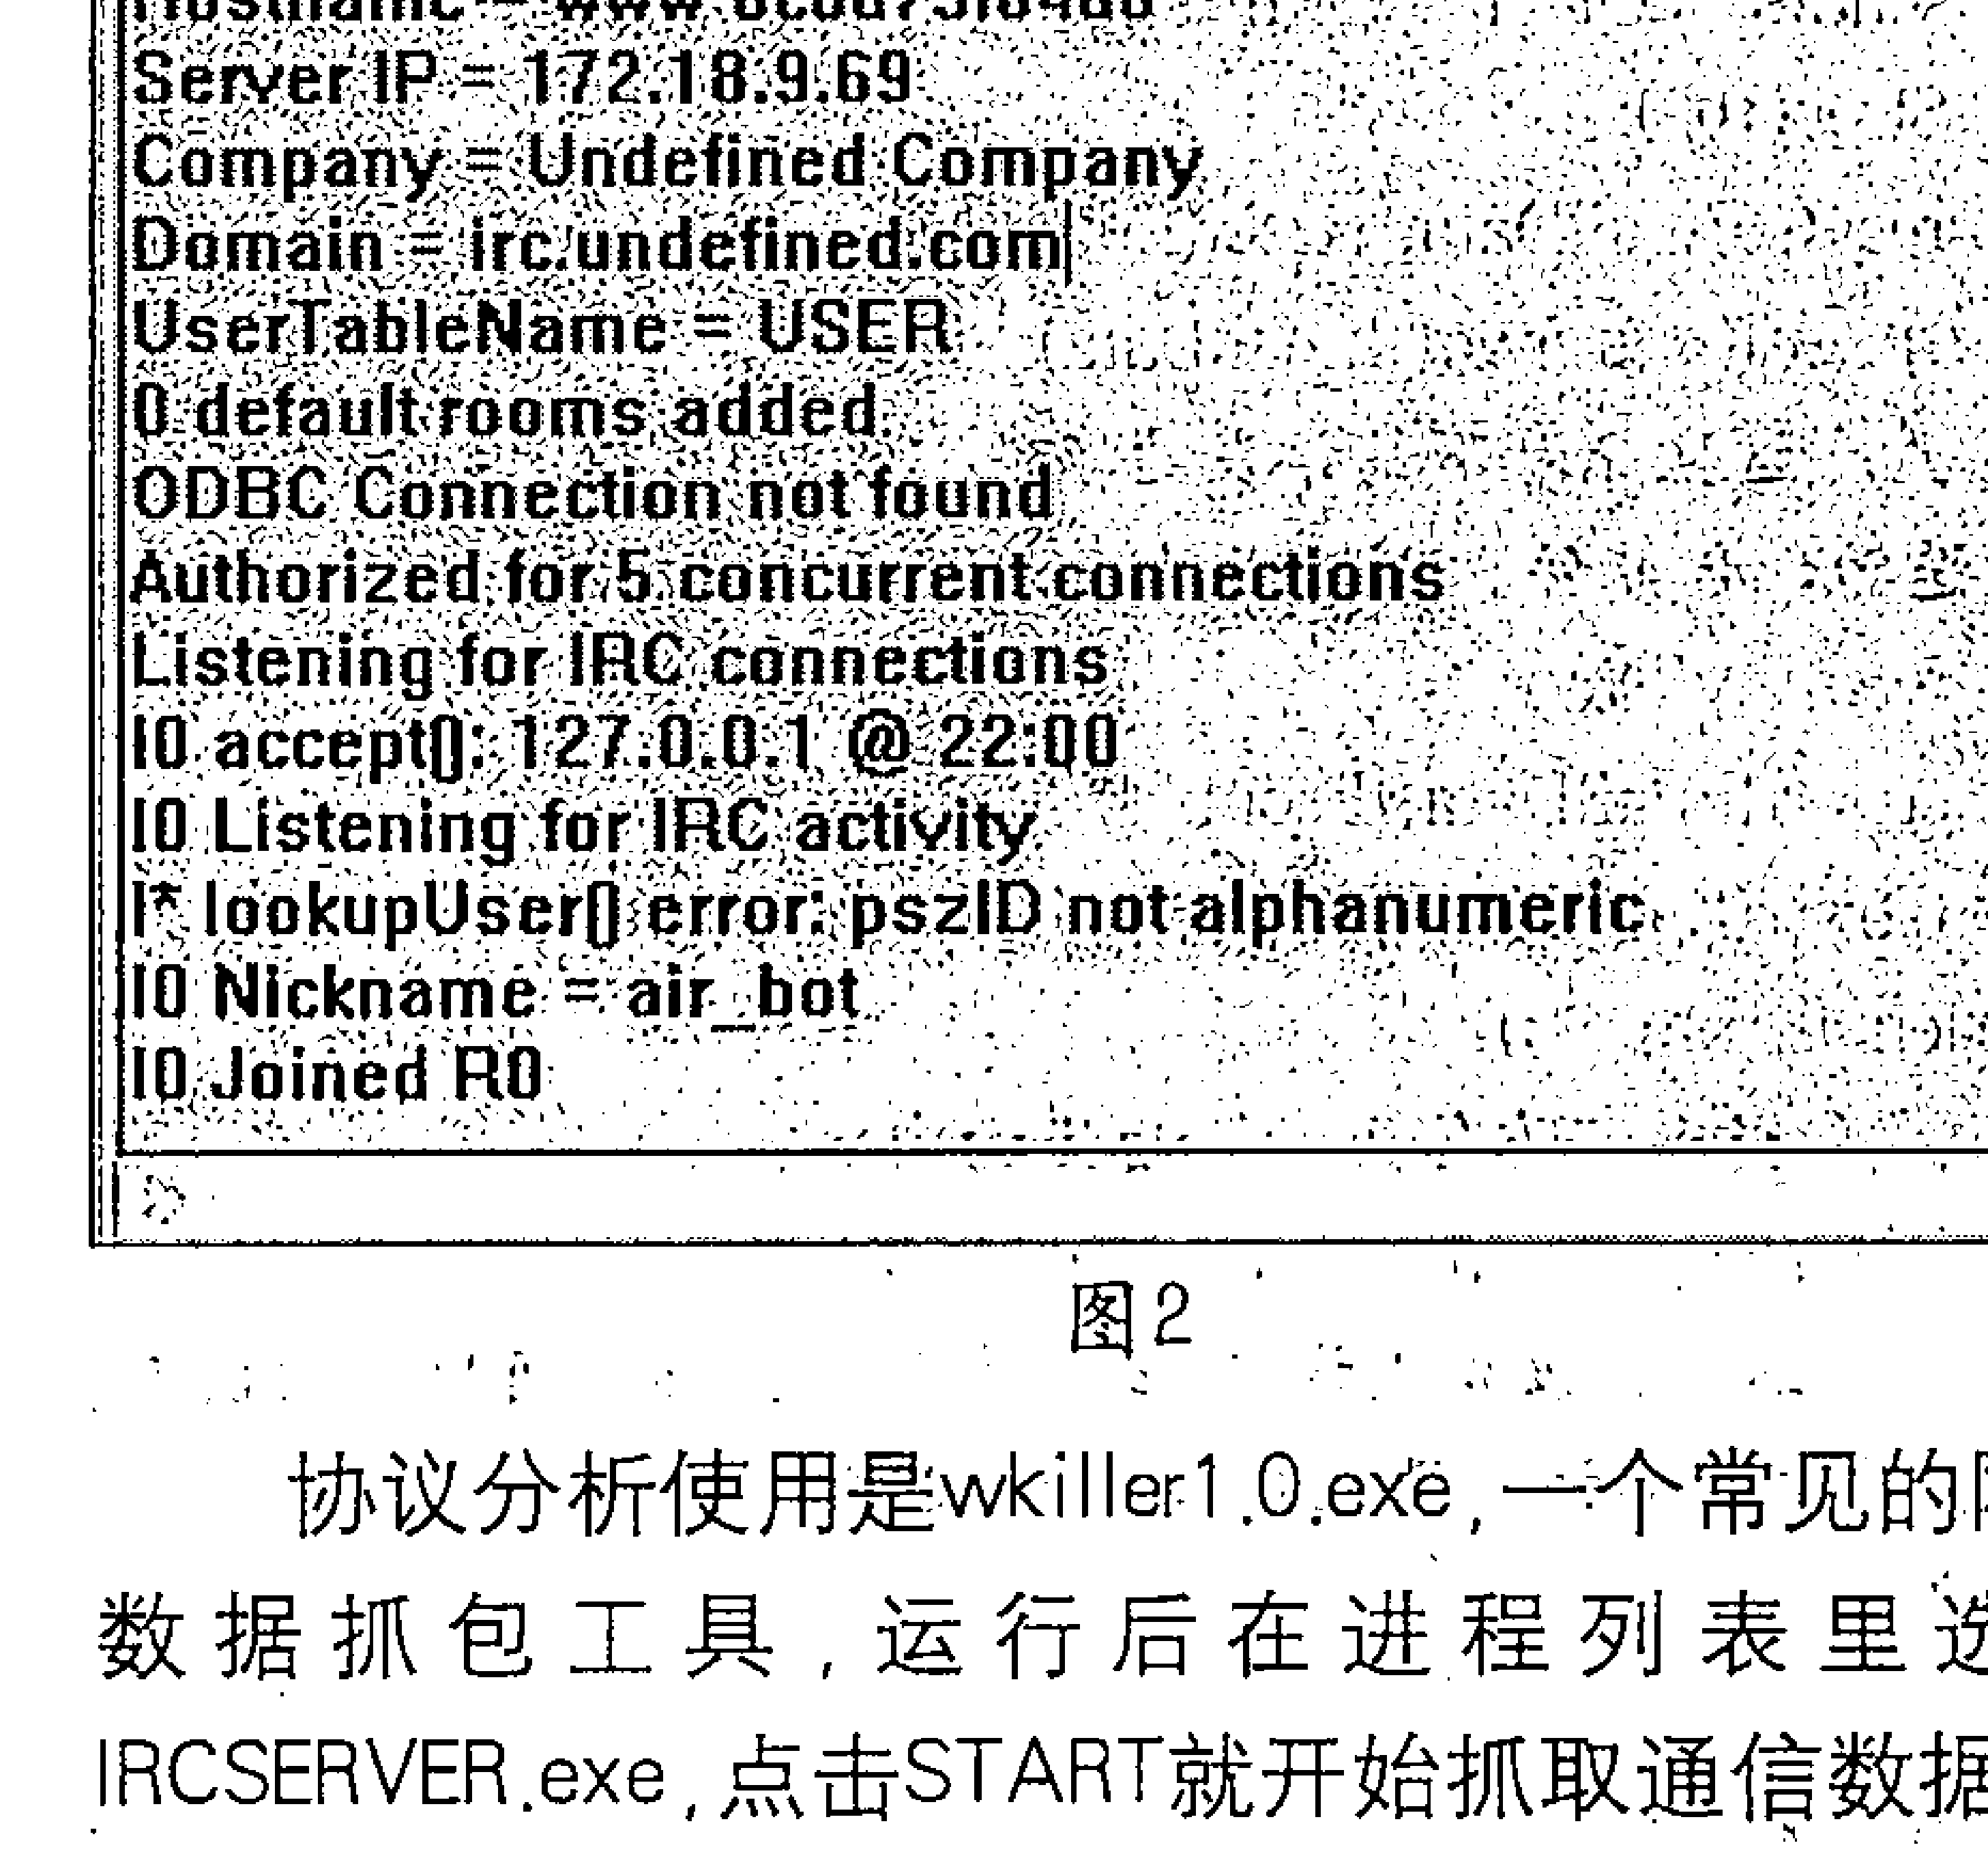 Server IP = 172.18.9.69
Company = Undefined Company
Domain = irc.undefined.com
UserTableName = USER
0 default rooms added
ODBC Connection not found
Authorized for 5 concurrent connections
Listening for IRC connections
I0 accept(): 127.0.0.1 @ 22:00
I0 Listening for IRC activity
I* lookupUser() error: pszID not alphanumeric
I0 Nickname = air_bot
I0 Joined R0
图2
协议分析使用是wkiller1.0.exe,一个常见的
数据抓包工具,运行后在进程列表里选
IRCSERVER.exe,点击START就开始抓取通信数据